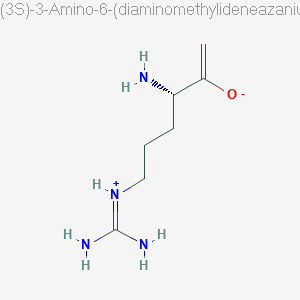 (3S)-3-Amino-6-(diaminomethylideneazaniu
H
N
H
O -
H N +
H N H
H N H